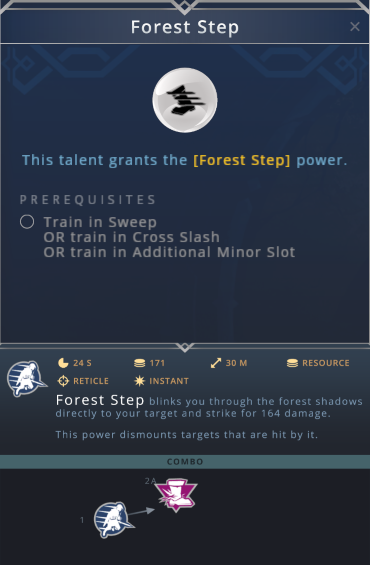 Forest Step
×
This talent grants the [Forest Step] power.
PREREQUISITES
Train in Sweep
OR train in Cross Slash
OR train in Additional Minor Slot
24 S 171 30 M RESOURCE
RETICLE INSTANT
Forest Step blinks you through the forest shadows
directly to your target and strike for 164 damage.
This power dismounts targets that are hit by it.
COMBO
2A
1